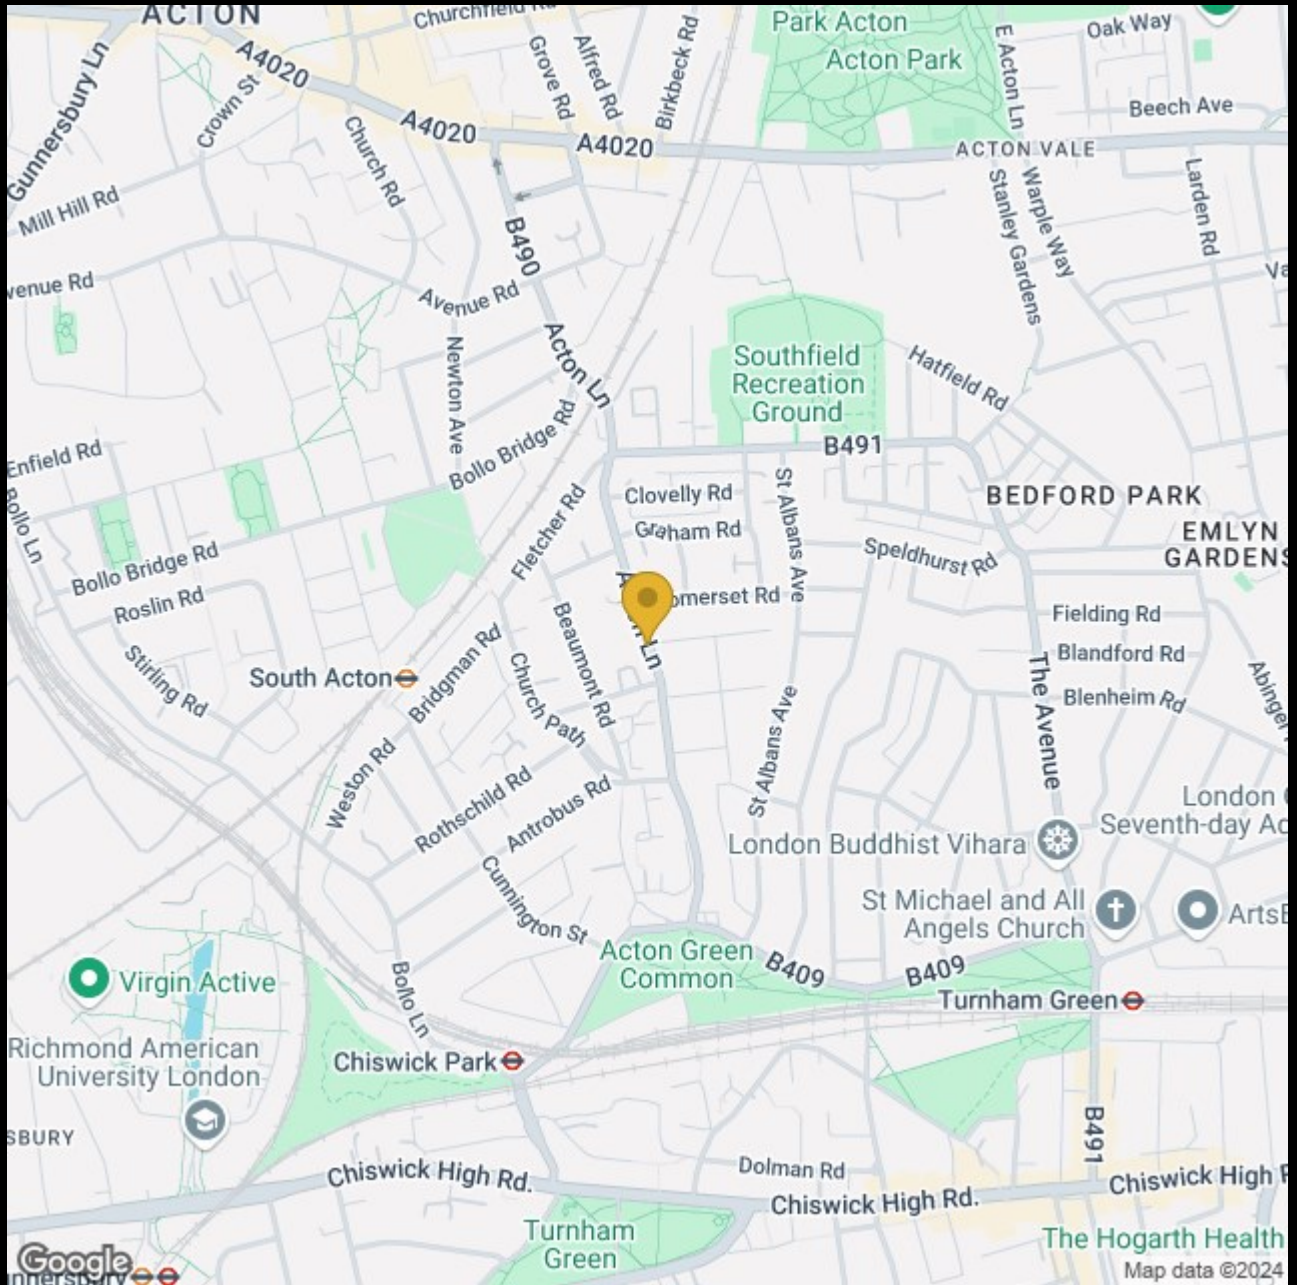 ACTON
Churchfield Rd
Park Acton
Acton Park
Oak Way
E Acton Ln
Beech Ave
Gunnersbury Ln
A4020
Crown St
Grove Rd
Alfred Rd
Birkbeck Rd
A4020
A4020
ACTON VALE
Church Rd
Mill Hill Rd
B490
Stanley Gardens
Warple Way
Larden Rd
Va
venue Rd
Avenue Rd
Acton Ln
Newton Ave
Southfield
Recreation
Ground
Hatfield Rd
B491
Enfield Rd
Bollo Bridge Rd
Bollo Ln
Clovelly Rd
St Albans Ave
BEDFORD PARK
Fletcher Rd
Graham Rd
EMLYN
GARDENS
Speldhurst Rd
Bollo Bridge Rd
Roslin Rd
omerset Rd
Beaumont Rd
Ln
Fielding Rd
Stirling Rd
South Acton
Bridgman Rd
Church Path
The Avenue
Blandford Rd
Blenheim Rd
Abinger
St Albans Ave
Weston Rd
Rothschild Rd
Antrobus Rd
London
Seventh-day Ad
London Buddhist Vihara
Cunnington St
St Michael and All
Angels Church
ArtsE
Acton Green
Common
B409
B409
Virgin Active
Bollo Ln
Turnham Green
Richmond American
University London
Chiswick Park
SBURY
B491
Chiswick High Rd.
Dolman Rd
Chiswick High Rd.
Chiswick High R
Turnham
Green
The Hogarth Health
Google
nnersbury
Map data ©2024